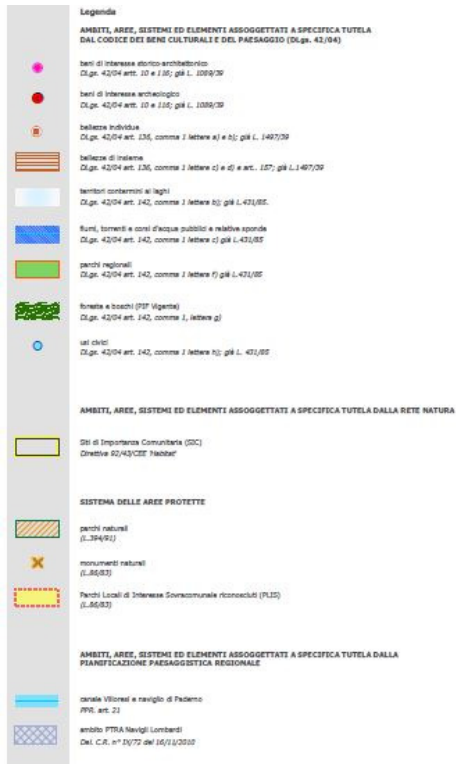 Legenda
AMBITI, AREE, SISTEMI ED ELEMENTI ASSOGGETTATI A SPECIFICA TUTELA
DAL CODICE DEI BENI CULTURALI E DEL PAESAGGIO (DLgs. 42/04)
beni di interesse storico-architettonico
DLgs. 42/04 artt. 10 e 116; già L. 1089/39
beni di interesse archeologico
DLgs. 42/04 artt. 10 e 116; già L. 1089/39
bellezze individue
DLgs. 42/04 art. 136, comma 1 lettere a) e b); già L. 1497/39
bellezze di insieme
DLgs. 42/04 art. 136, comma 1 lettere c) e d) e art.. 157; già L.1497/39
territori contermini ai laghi
DLgs. 42/04 art. 142, comma 1 lettere b); già L. 431/85.
fiumi, torrenti e corsi d'acqua pubblici e relative sponde
DLgs. 42/04 art. 142, comma 1 lettere c) già L.431/85
parchi regionali
DLgs. 42/04 art. 142, comma 1 lettere f) già L.431/85
foreste e boschi (PIF Vigente)
DLgs. 42/04 art. 142, comma 1, lettera g)
usi civici
DLgs. 42/04 art. 142, comma 1 lettere h); già L. 431/85
AMBITI, AREE, SISTEMI ED ELEMENTI ASSOGGETTATI A SPECIFICA TUTELA DALLA RETE NATURA
Siti di Importanza Comunitaria (SIC)
Direttiva 92/43/CEE 'Habitat'
SISTEMA DELLE AREE PROTETTE
parchi naturali
(L.394/91)
monumenti naturali
(L.86/83)
Parchi Locali di Interesse Sovracomunale riconosciuti (PLIS)
(L.86/83)
AMBITI, AREE, SISTEMI ED ELEMENTI ASSOGGETTATI A SPECIFICA TUTELA DALLA
PIANIFICAZIONE PAESAGGISTICA REGIONALE
canale Villoresi e naviglio di Paderno
PPR. art. 21
ambito PTRA Navigli Lombardi
Del. C.R. n° IX/72 del 16/11/2010